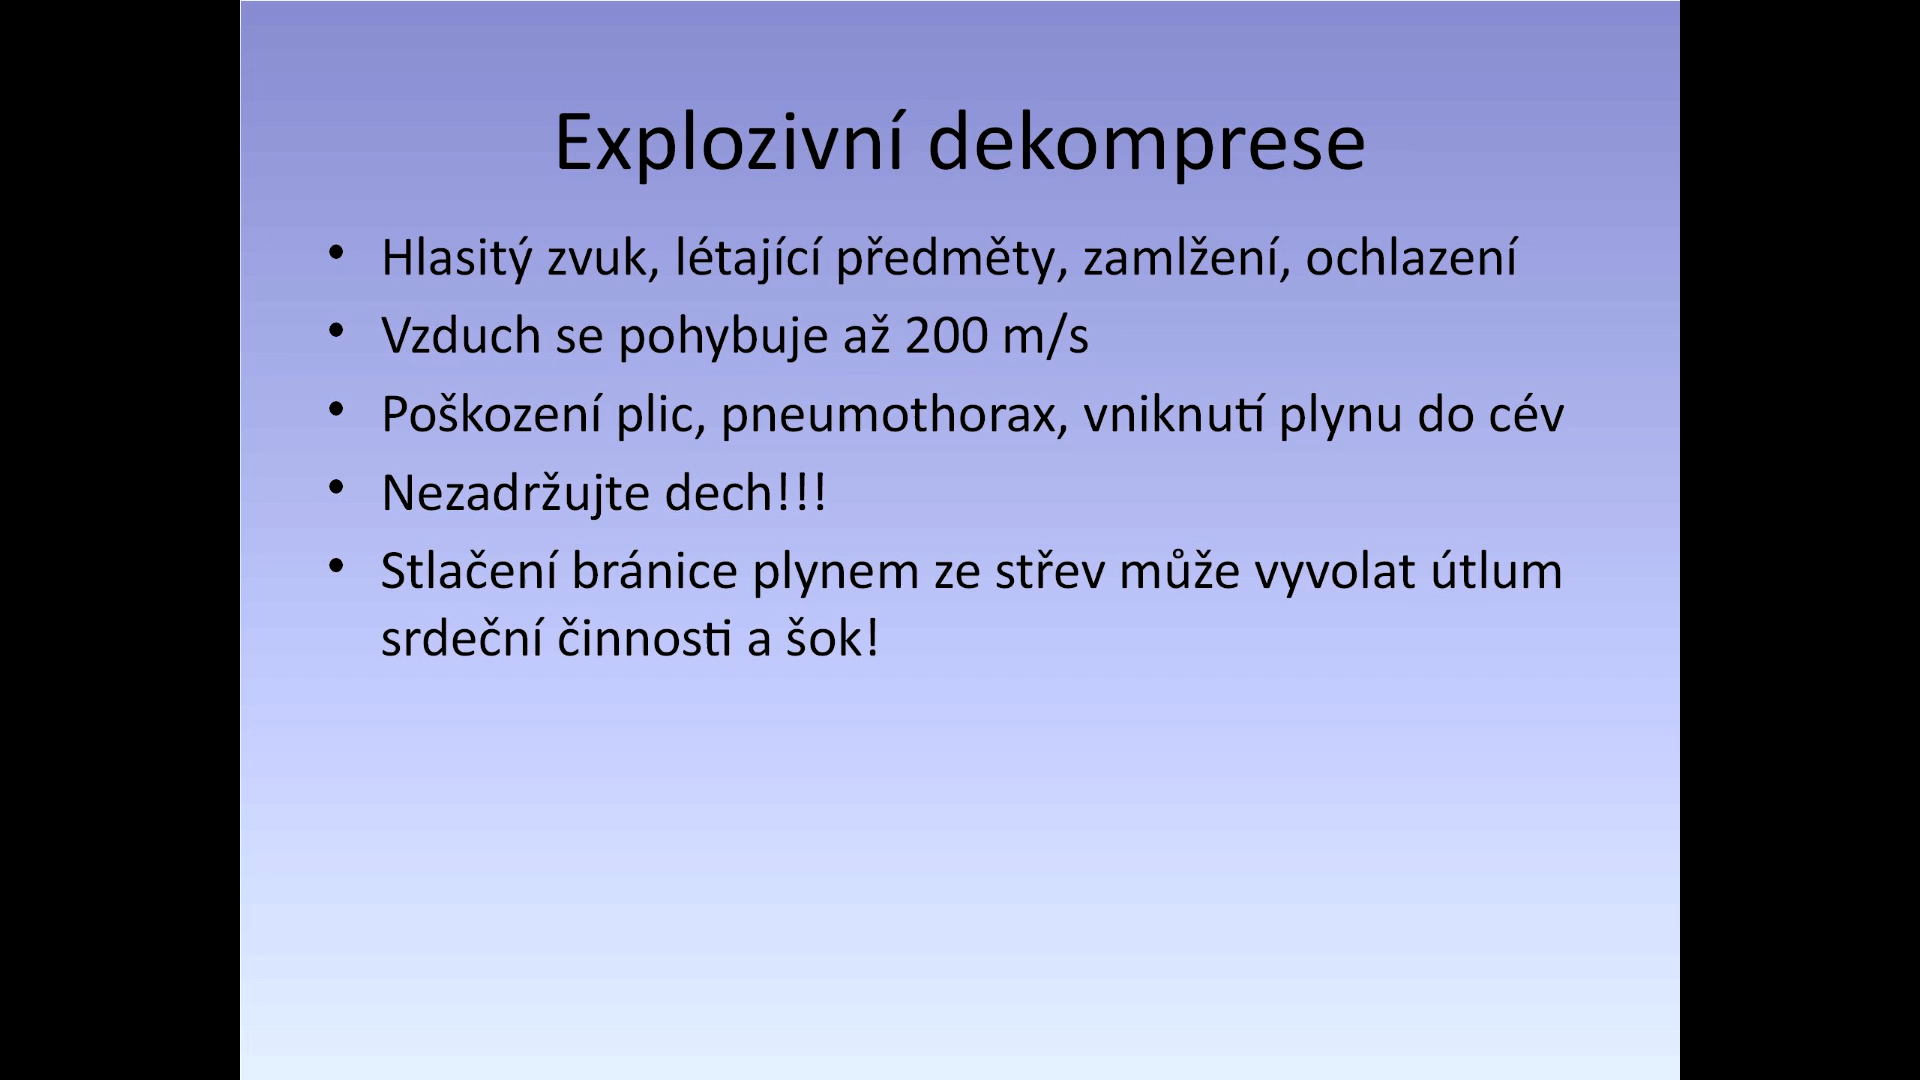 Explozivní dekomprese
• Hlasitý zvuk, létající předměty, zamlžení, ochlazení
• Vzduch se pohybuje až 200 m/s
• Poškození plic, pneumothorax, vniknutí plynu do cév
• Nezadržujte dech!!!
• Stlačení bránice plynem ze střev může vyvolat útlum
srdeční činnosti a šok!